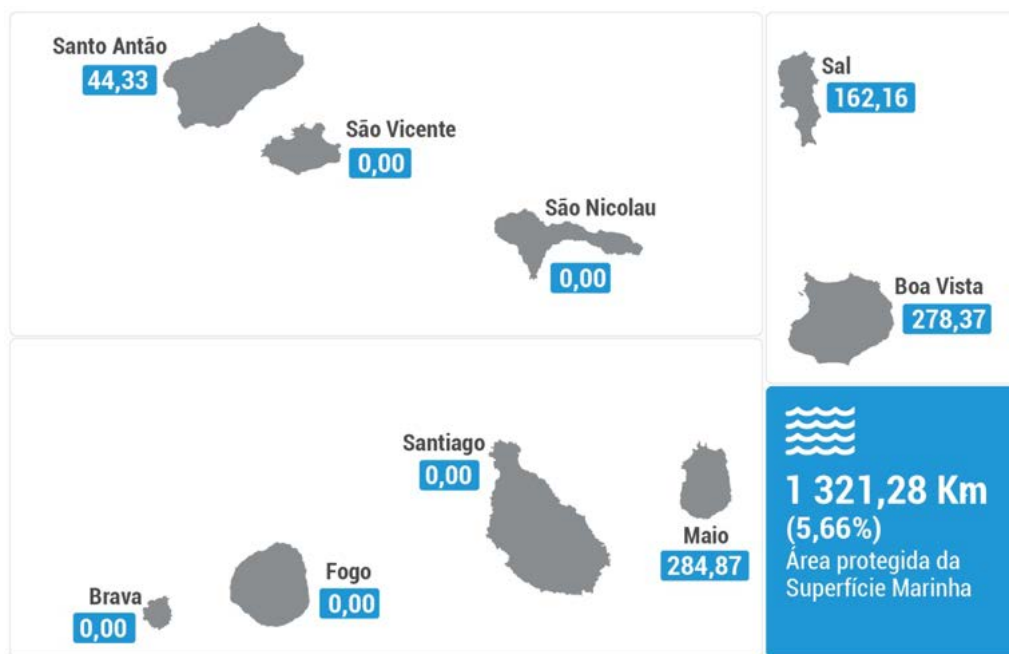 Santo Antão
44,33
São Vicente
0,00
São Nicolau
0,00
Sal
162,16
Boa Vista
278,37
Santiago
0,00
Maio
284,87
Fogo
0,00
Brava
0,00
1 321,28 Km
(5,66%)
Área protegida da
Superfície Marinha